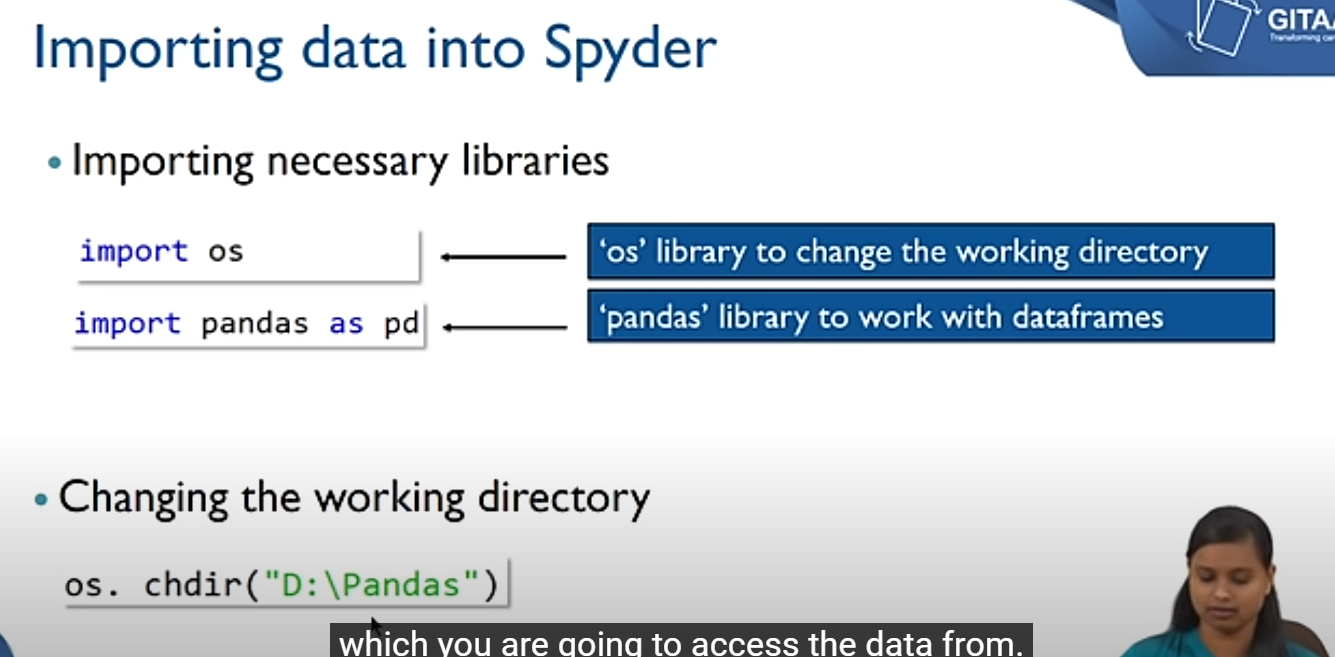 GITA
Transforming
Importing data into Spyder
• Importing necessary libraries
import os
'os' library to change the working directory
import pandas as pd
'pandas' library to work with dataframes
• Changing the working directory
os. chdir("D:\Pandas")
which you are going to access the data from.